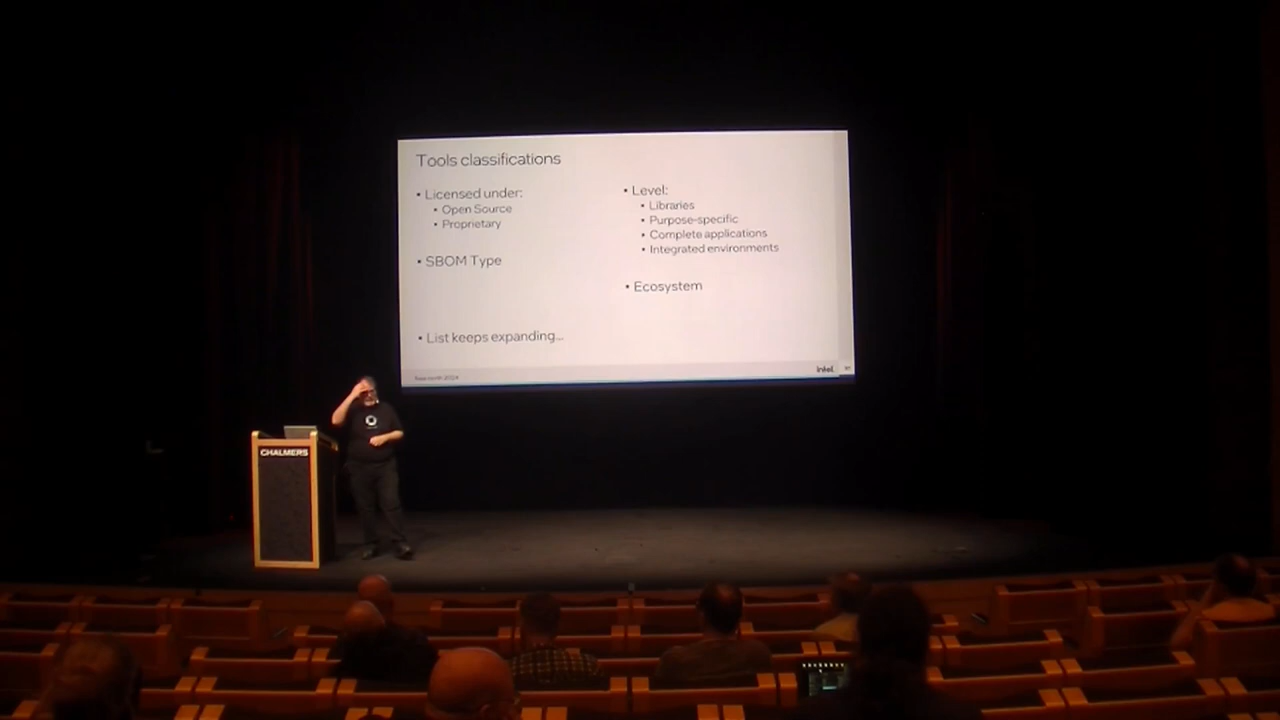 Tools classifications
• Licensed under:
• Open Source
• Proprietary
• SBOM Type
• List keeps expanding...
• Level:
• Libraries
• Purpose-specific
• Complete applications
• Integrated environments
• Ecosystem
intel
CHALMERS